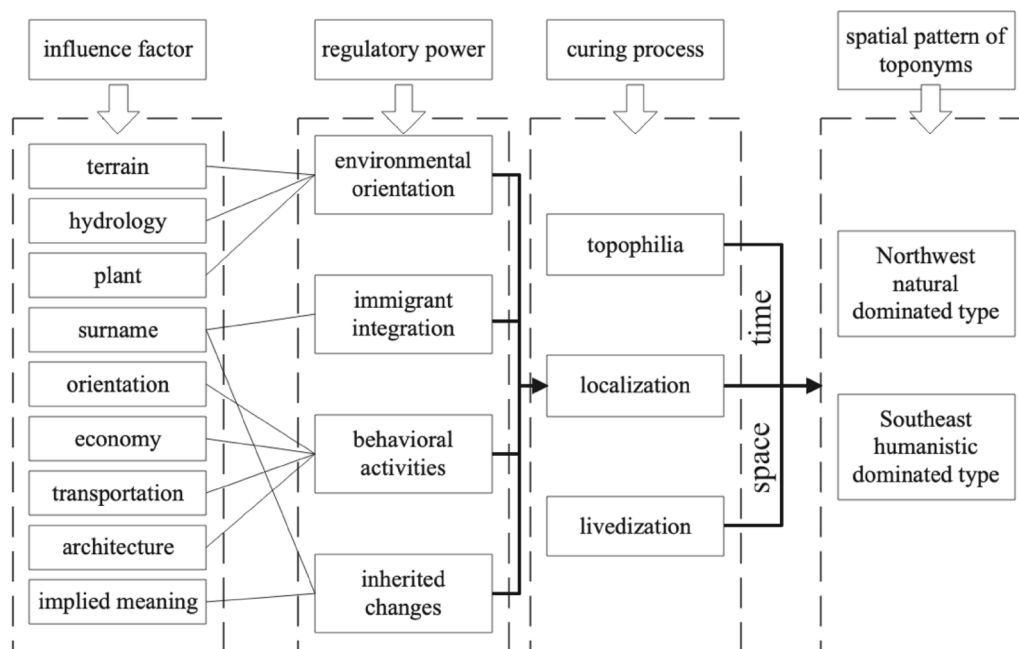 influence factor
regulatory power
curing process
spatial pattern of
toponyms
terrain
hydrology
plant
surname
orientation
economy
transportation
architecture
implied meaning
environmental
orientation
immigrant
integration
behavioral
activities
inherited
changes
topophilia
localization
livedization
time
space
Northwest
natural
dominated type
Southeast
humanistic
dominated type